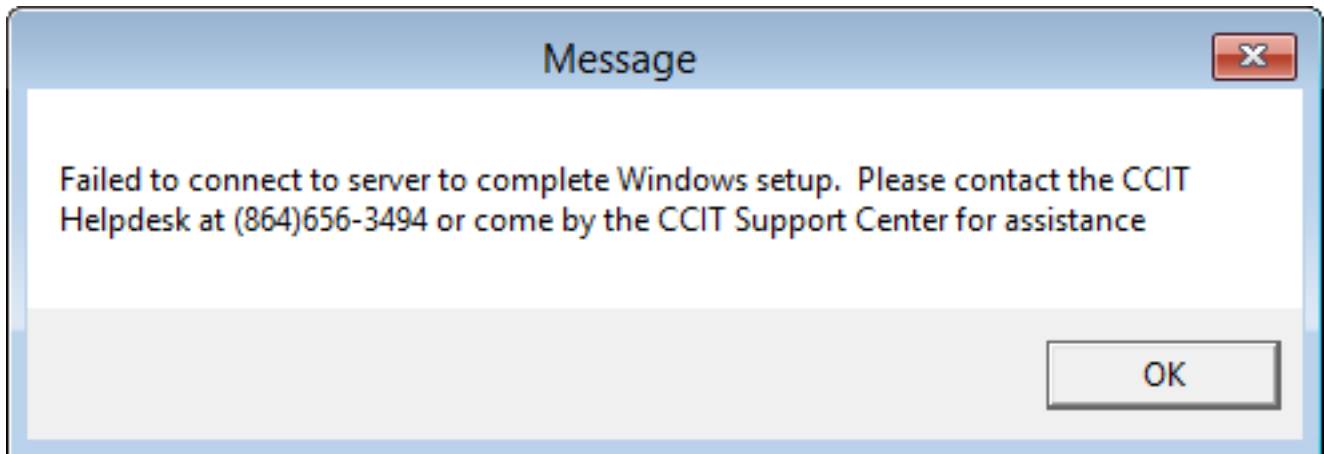 Message
Failed to connect to server to complete Windows setup.  Please contact the CCIT
Helpdesk at (864)656-3494 or come by the CCIT Support Center for assistance
OK